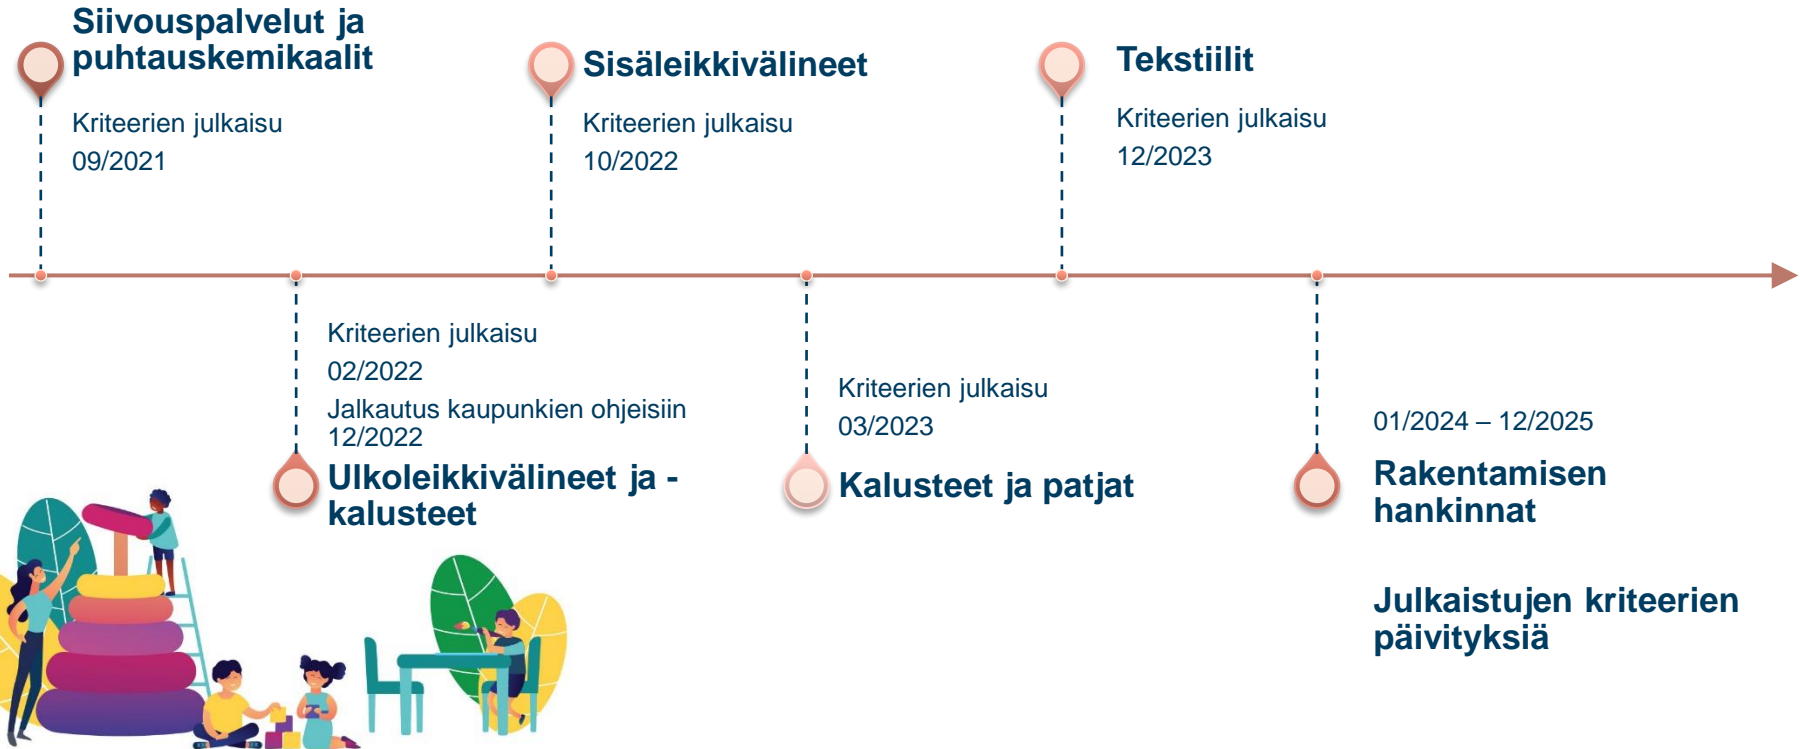 Siivouspalvelut ja
puhtauskemikaalit
Kriteerien julkaisu
09/2021
Sisäleikkivälineet
Kriteerien julkaisu
10/2022
Tekstiilit
Kriteerien julkaisu
12/2023
Kriteerien julkaisu
02/2022
Jalkautus kaupunkien ohjeisiin
12/2022
Ulkoleikkivälineet ja -
kalusteet
Kriteerien julkaisu
03/2023
Kalusteet ja patjat
01/2024 – 12/2025
Rakentamisen
hankinnat
Julkaistujen kriteerien
päivityksiä